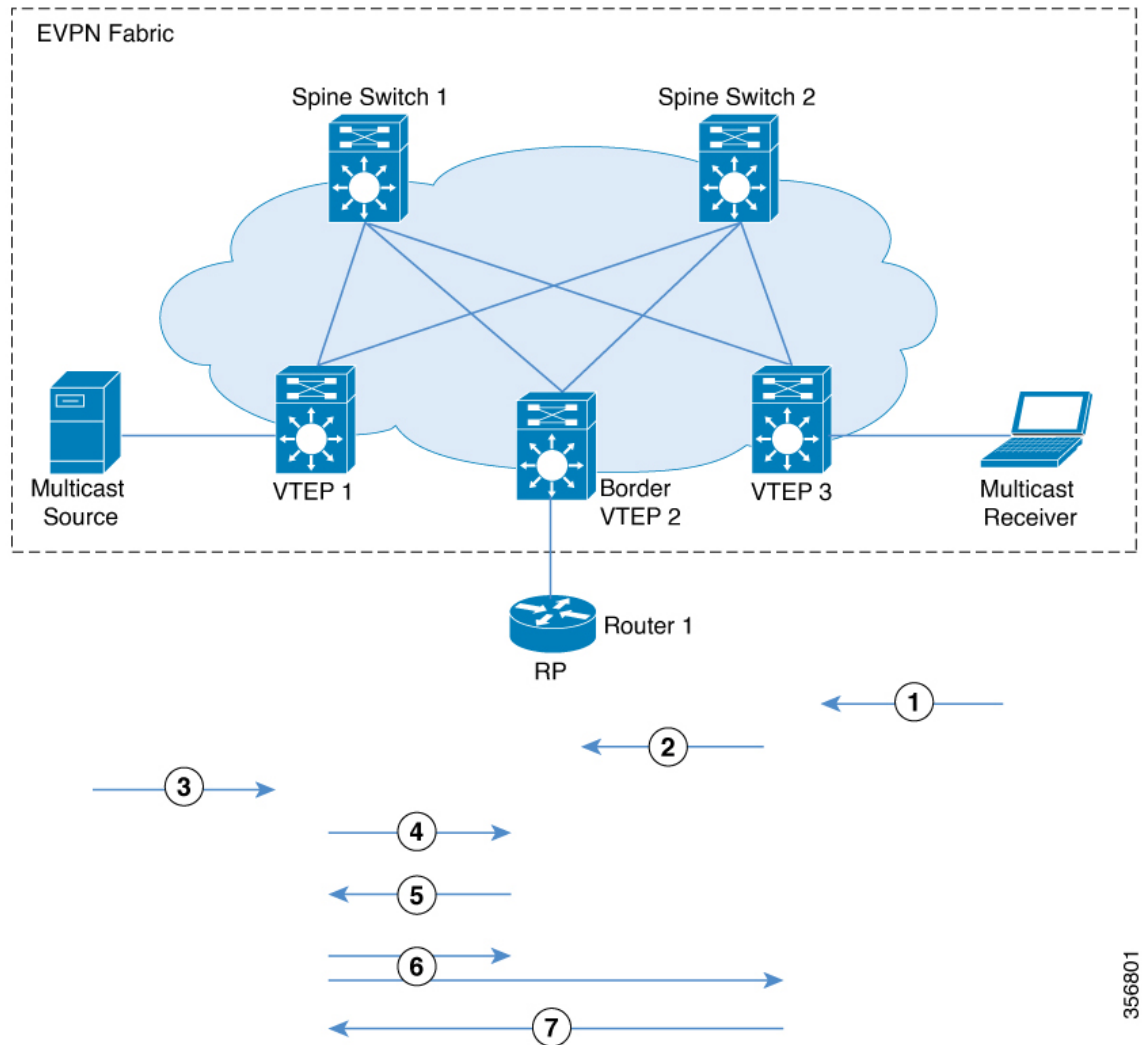 EVPN Fabric
Spine Switch 1
Spine Switch 2
Multicast
Source
VTEP 1
Border
VTEP 2
VTEP 3
Multicast
Receiver
Router 1
RP
1
2
3
4
5
6
7
356801